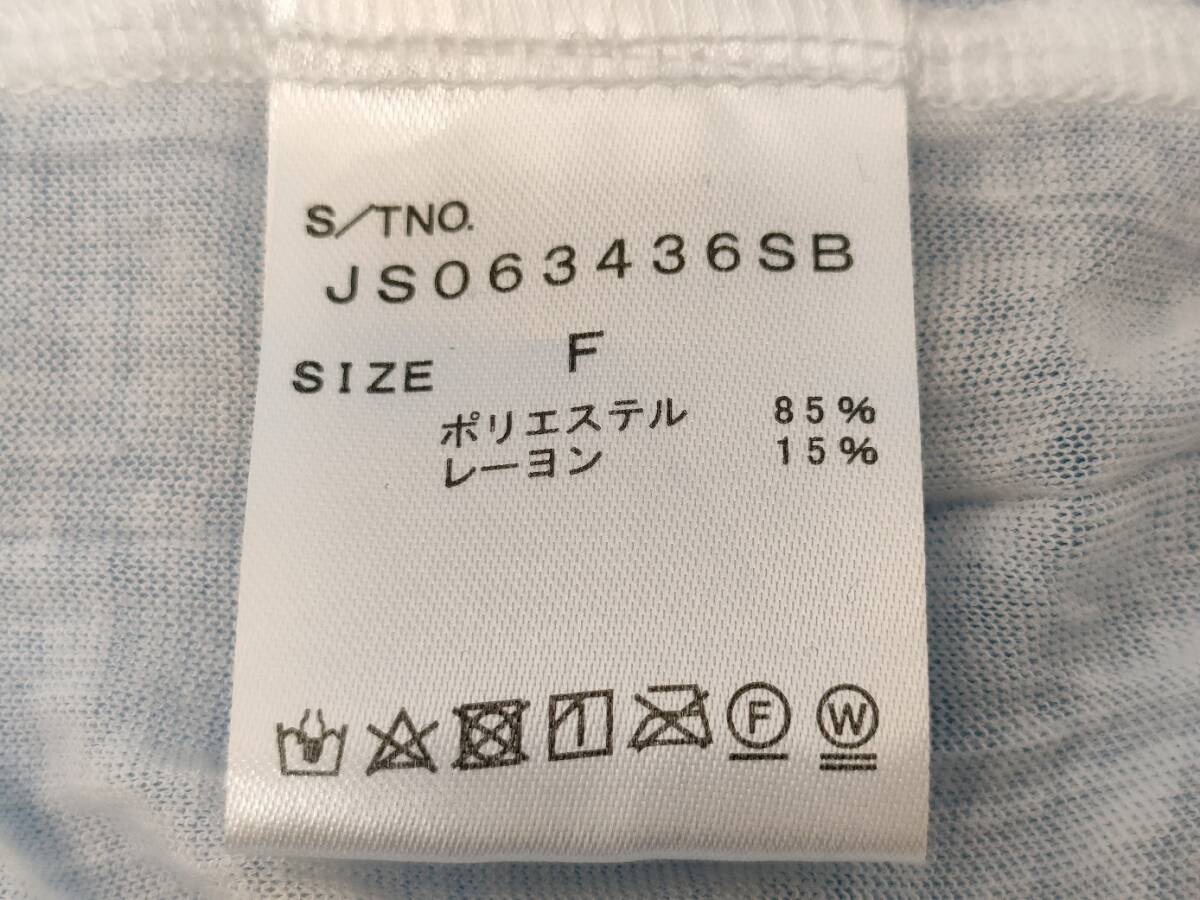 S/TNO.
JS063436SB
SIZE F
ポリエステル 85%
レーヨン 15%
F W